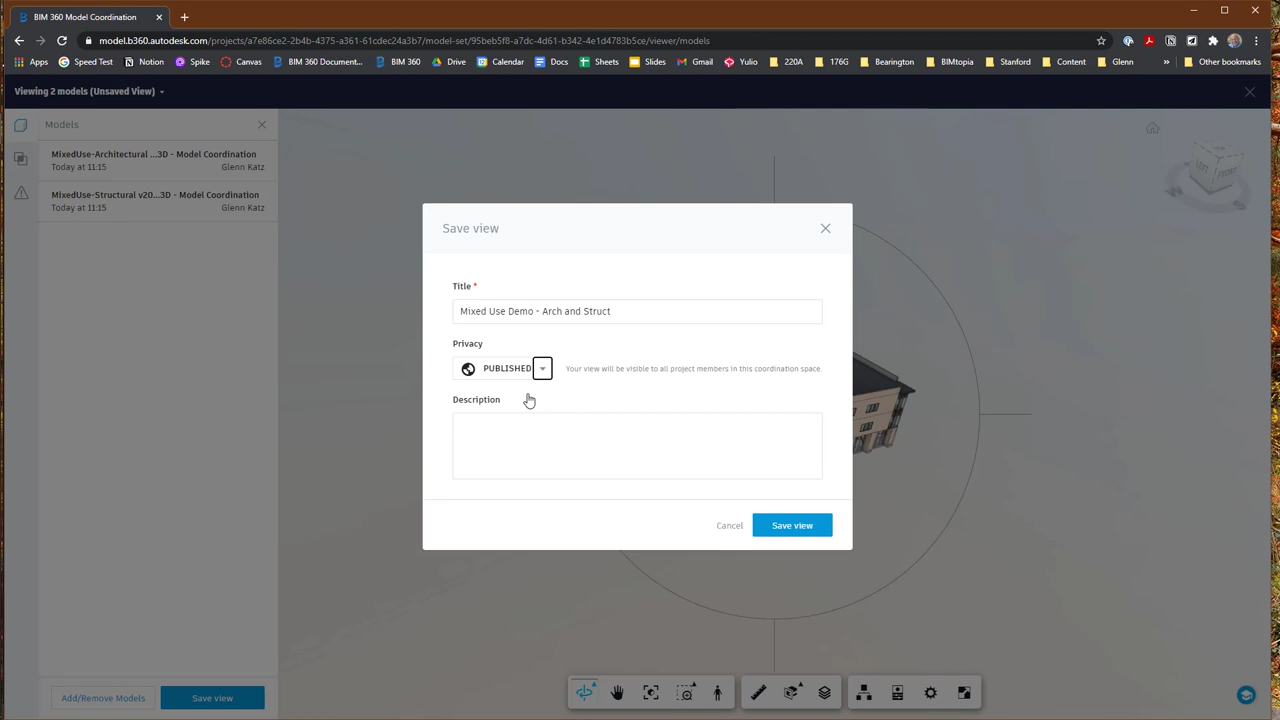 BIM 360 Model Coordination
model.b360.autodesk.com/projects/a7e86ce2-2b4b-4375-a361-61cdec24a3b7/model-set/95beb5f8-a7dc-4d61-b342-4e1d4783b5ce/viewer/models
Apps Speed Test Notion Spike Canvas BIM 360 Document... BIM 360 Drive Calendar Docs Sheets Slides Gmail Yulio 220A 176G Bearington BIMtopia Stanford Content Glenn » Other bookmarks
Viewing 2 models (Unsaved View)
Models
MixedUse-Architectural ...3D - Model Coordination
Today at 11:15 Glenn Katz
MixedUse-Structural v20...3D - Model Coordination
Today at 11:15 Glenn Katz
LEFT FRONT
Save view
Title *
Mixed Use Demo - Arch and Struct
Privacy
PUBLISHED Your view will be visible to all project members in this coordination space.
Description
Cancel Save view
Add/Remove Models Save view